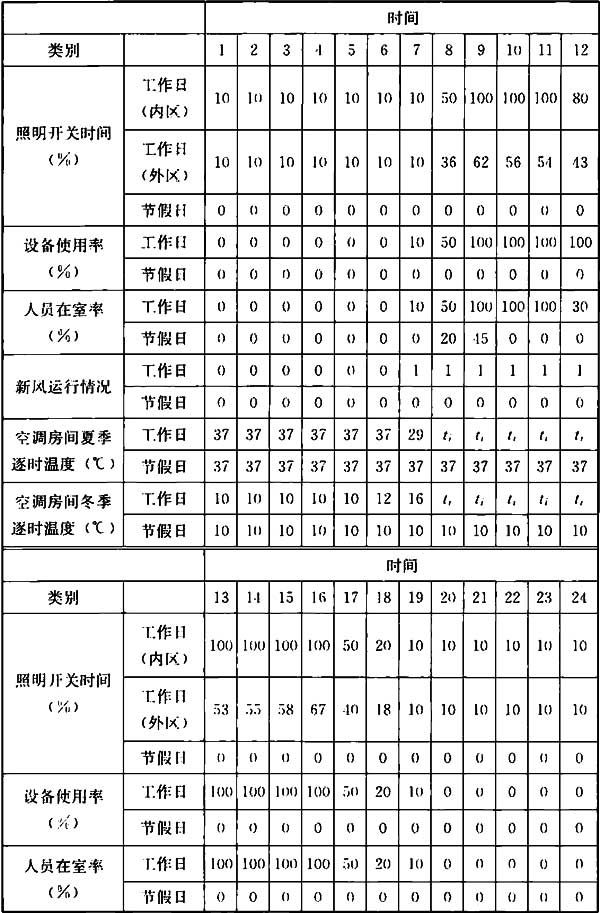 时间
类别 1 2 3 4 5 6 7 8 9 10 11 12
照明开关时间（%） 工作日（内区） 10 10 10 10 10 10 10 50 100 100 100 80
工作日（外区） 10 10 10 10 10 10 10 36 62 56 54 43
节假日 0 0 0 0 0 0 0 0 0 0 0 0
设备使用率（%） 工作日 0 0 0 0 0 0 10 50 100 100 100 100
节假日 0 0 0 0 0 0 0 0 0 0 0 0
人员在室率（%） 工作日 0 0 0 0 0 0 10 50 100 100 100 30
节假日 0 0 0 0 0 0 0 20 45 0 0 0
新风运行情况 工作日 0 0 0 0 0 0 1 1 1 1 1 1
节假日 0 0 0 0 0 0 0 0 0 0 0 0
空调房间夏季逐时温度（℃） 工作日 37 37 37 37 37 37 29 ti ti ti ti ti
节假日 37 37 37 37 37 37 37 37 37 37 37 37
空调房间冬季逐时温度（℃） 工作日 10 10 10 10 10 12 16 ti ti ti ti ti
节假日 10 10 10 10 10 10 10 10 10 10 10 10
时间
类别 13 14 15 16 17 18 19 20 21 22 23 24
照明开关时间（%） 工作日（内区） 100 100 100 100 50 20 10 10 10 10 10 10
工作日（外区） 53 55 58 67 40 18 10 10 10 10 10 10
节假日 0 0 0 0 0 0 0 0 0 0 0 0
设备使用率（%） 工作日 100 100 100 100 50 20 10 0 0 0 0 0
节假日 0 0 0 0 0 0 0 0 0 0 0 0
人员在室率（%） 工作日 100 100 100 100 50 20 10 0 0 0 0 0
节假日 0 0 0 0 0 0 0 0 0 0 0 0